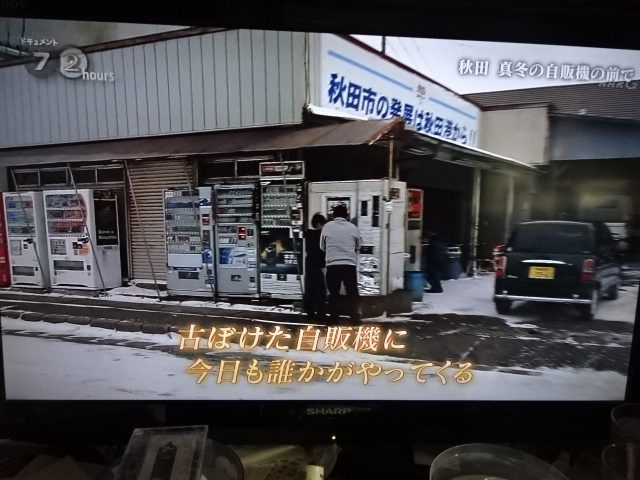 ドキュメント
72
hours
秋田 真冬の自販機の前で
秋田市の発展は秋田港から!!
古ぼけた自販機に
今日も誰かがやってくる
SHARP